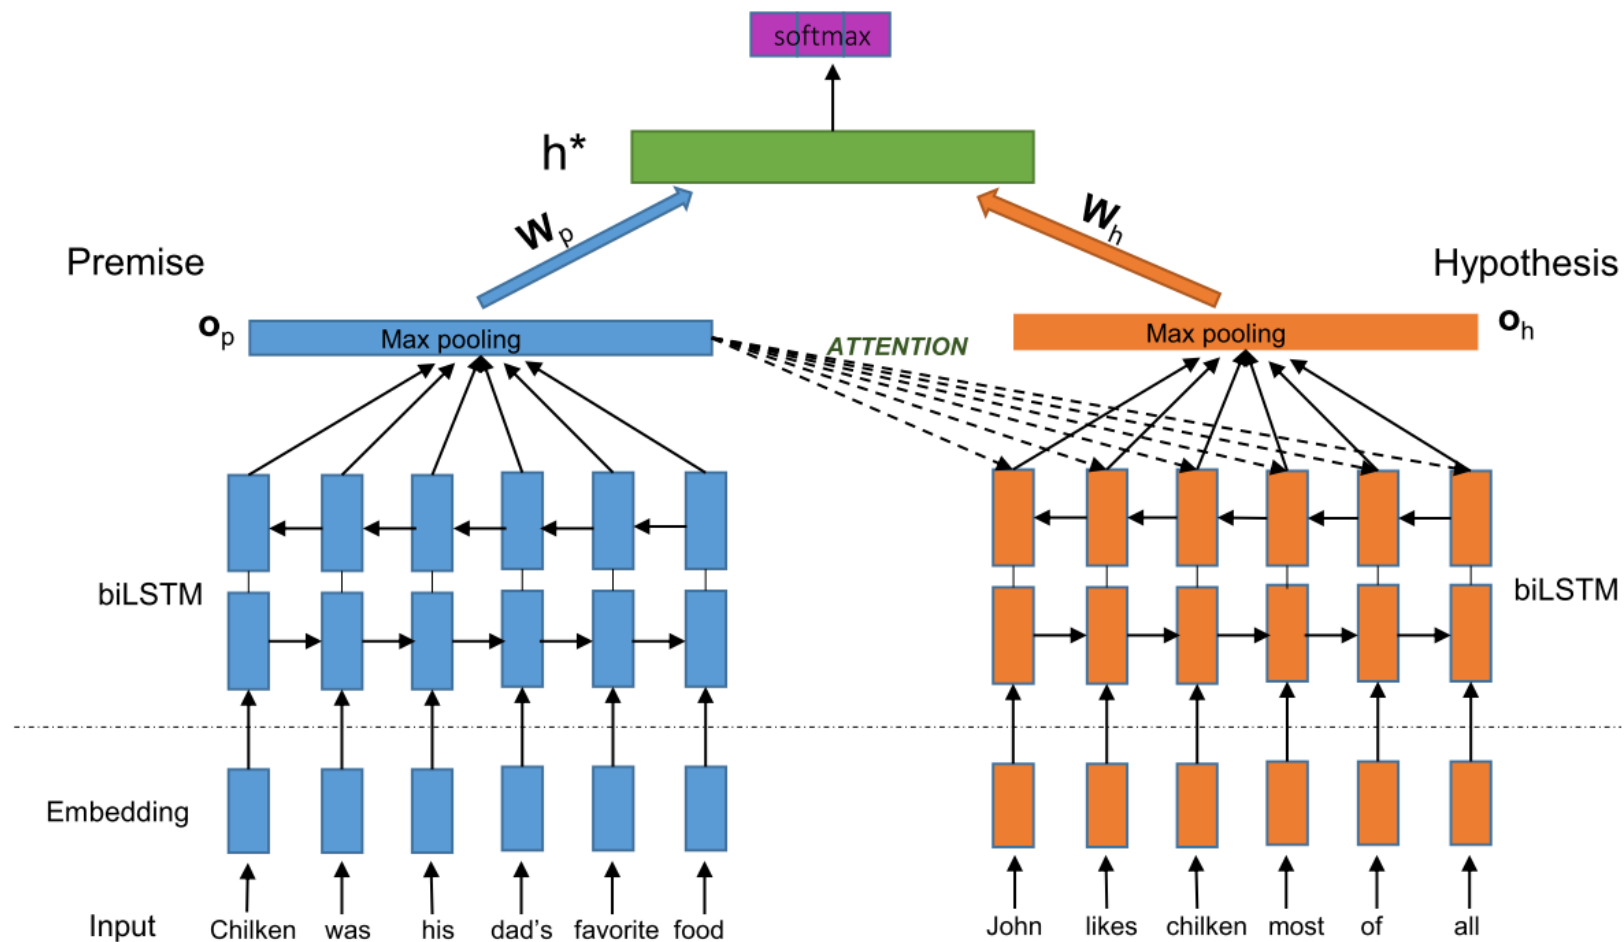 softmax
h*
Wp
Wh
Premise
Hypothesis
op
Max pooling
ATTENTION
Max pooling
oh
biLSTM
biLSTM
Embedding
Input
Chilken was his dad's favorite food
John likes chilken most of all